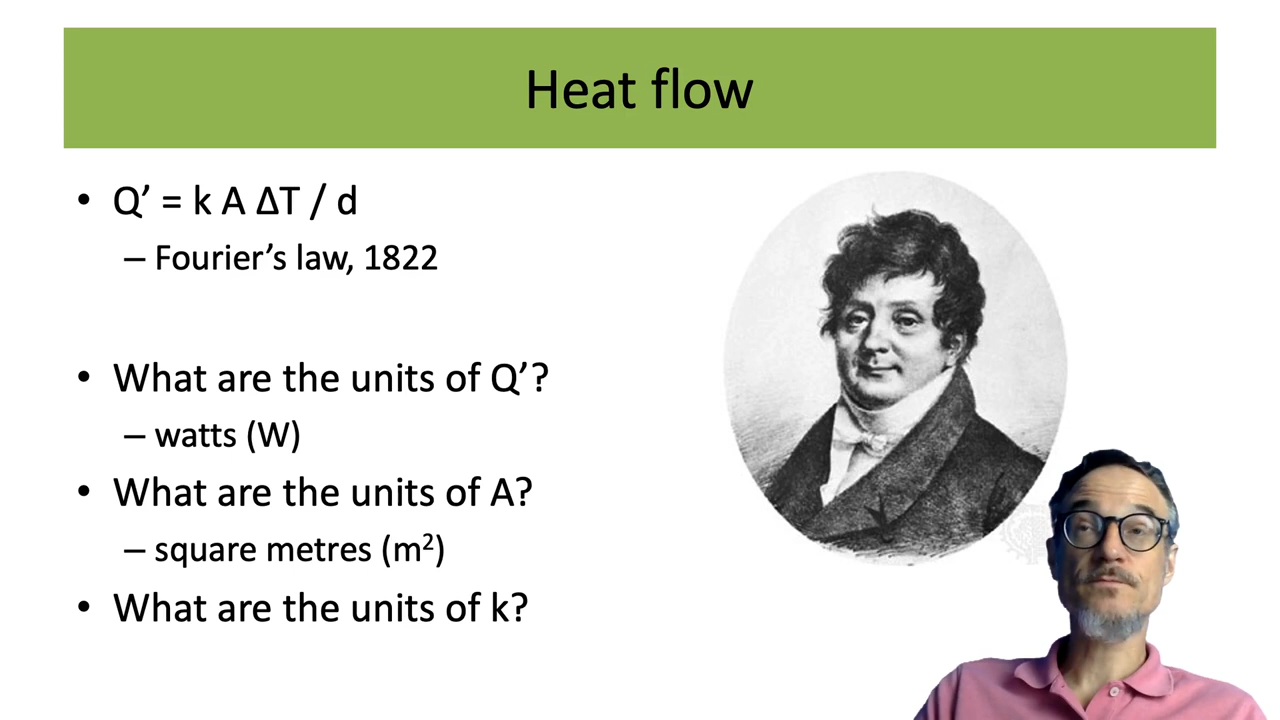 Heat flow
• Q’ = k A ΔT / d
– Fourier’s law, 1822
• What are the units of Q’?
– watts (W)
• What are the units of A?
– square metres (m²)
• What are the units of k?